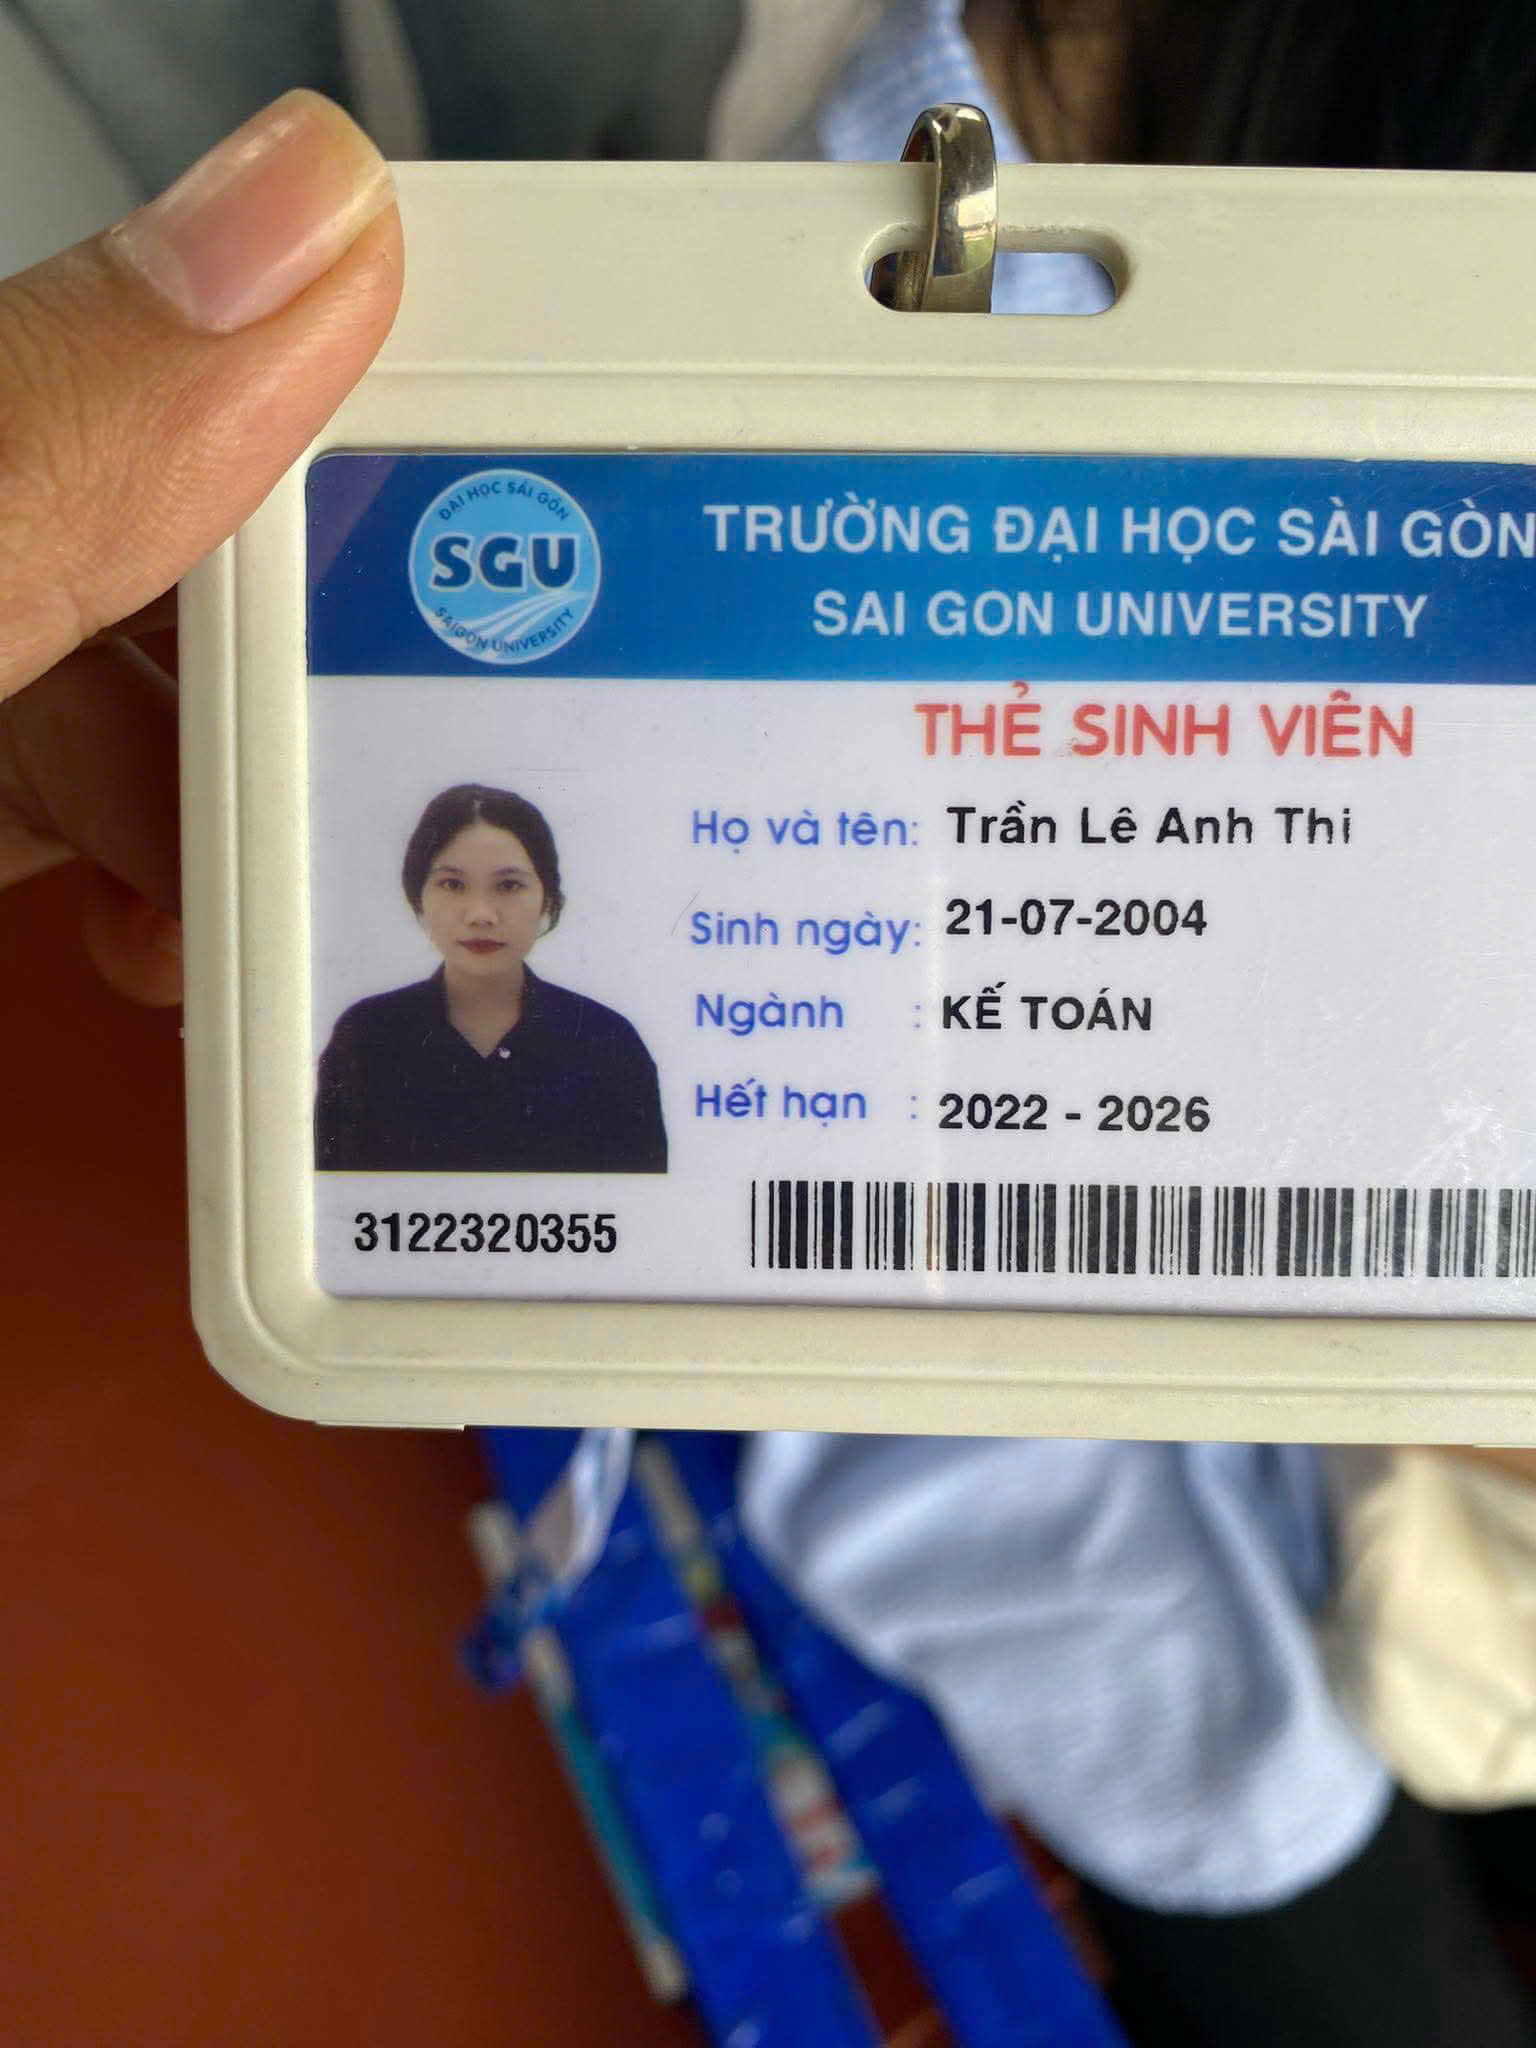 ĐẠI HỌC SÀI GÒN
SGU
SAIGON UNIVERSITY
TRƯỜNG ĐẠI HỌC SÀI GÒN
SAI GON UNIVERSITY
THẺ SINH VIÊN
Họ và tên: Trần Lê Anh Thi
Sinh ngày: 21-07-2004
Ngành : KẾ TOÁN
Hết hạn : 2022 - 2026
3122320355